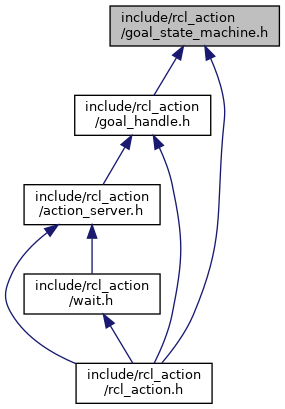 include/rcl_action
/goal_state_machine.h
include/rcl_action
/goal_handle.h
include/rcl_action
/action_server.h
include/rcl_action
/wait.h
include/rcl_action
/rcl_action.h